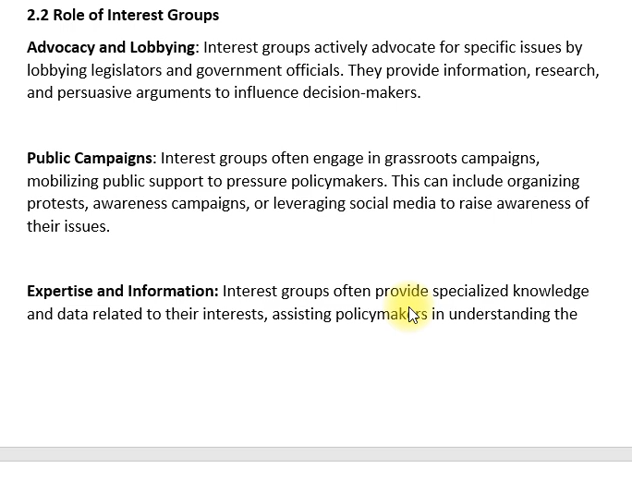 2.2 Role of Interest Groups
Advocacy and Lobbying: Interest groups actively advocate for specific issues by
lobbying legislators and government officials. They provide information, research,
and persuasive arguments to influence decision-makers.
Public Campaigns: Interest groups often engage in grassroots campaigns,
mobilizing public support to pressure policymakers. This can include organizing
protests, awareness campaigns, or leveraging social media to raise awareness of
their issues.
Expertise and Information: Interest groups often provide specialized knowledge
and data related to their interests, assisting policymakers in understanding the